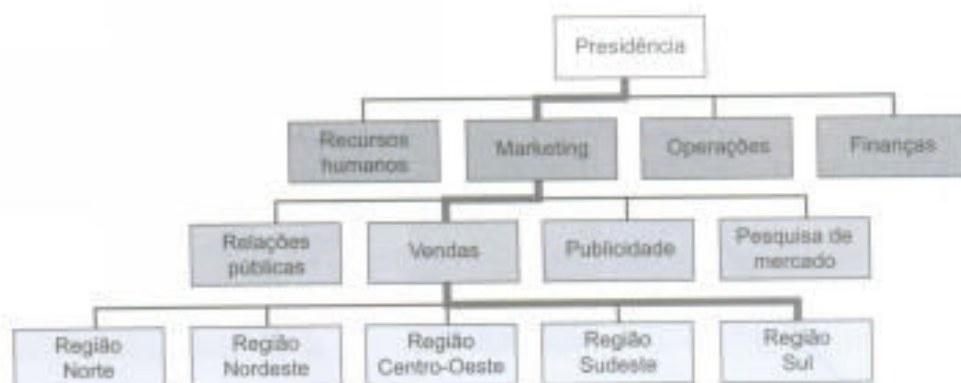 Presidência
Recursos
humanos
Marketing
Operações
Finanças
Relações
públicas
Vendas
Publicidade
Pesquisa de
mercado
Região
Norte
Região
Nordeste
Região
Centro-Oeste
Região
Sudeste
Região
Sul